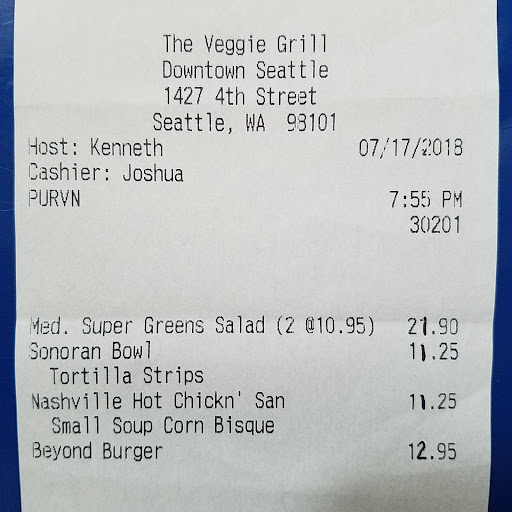 The Veggie Grill
Downtown Seattle
1427 4th Street
Seattle, WA 98101
Host: Kenneth 07/17/2018
Cashier: Joshua
PURVN 7:55 PM
30201
Med. Super Greens Salad (2 @10.95) 21.90
Sonoran Bowl 11.25
Tortilla Strips
Nashville Hot Chickn' San 11.25
Small Soup Corn Bisque
Beyond Burger 12.95